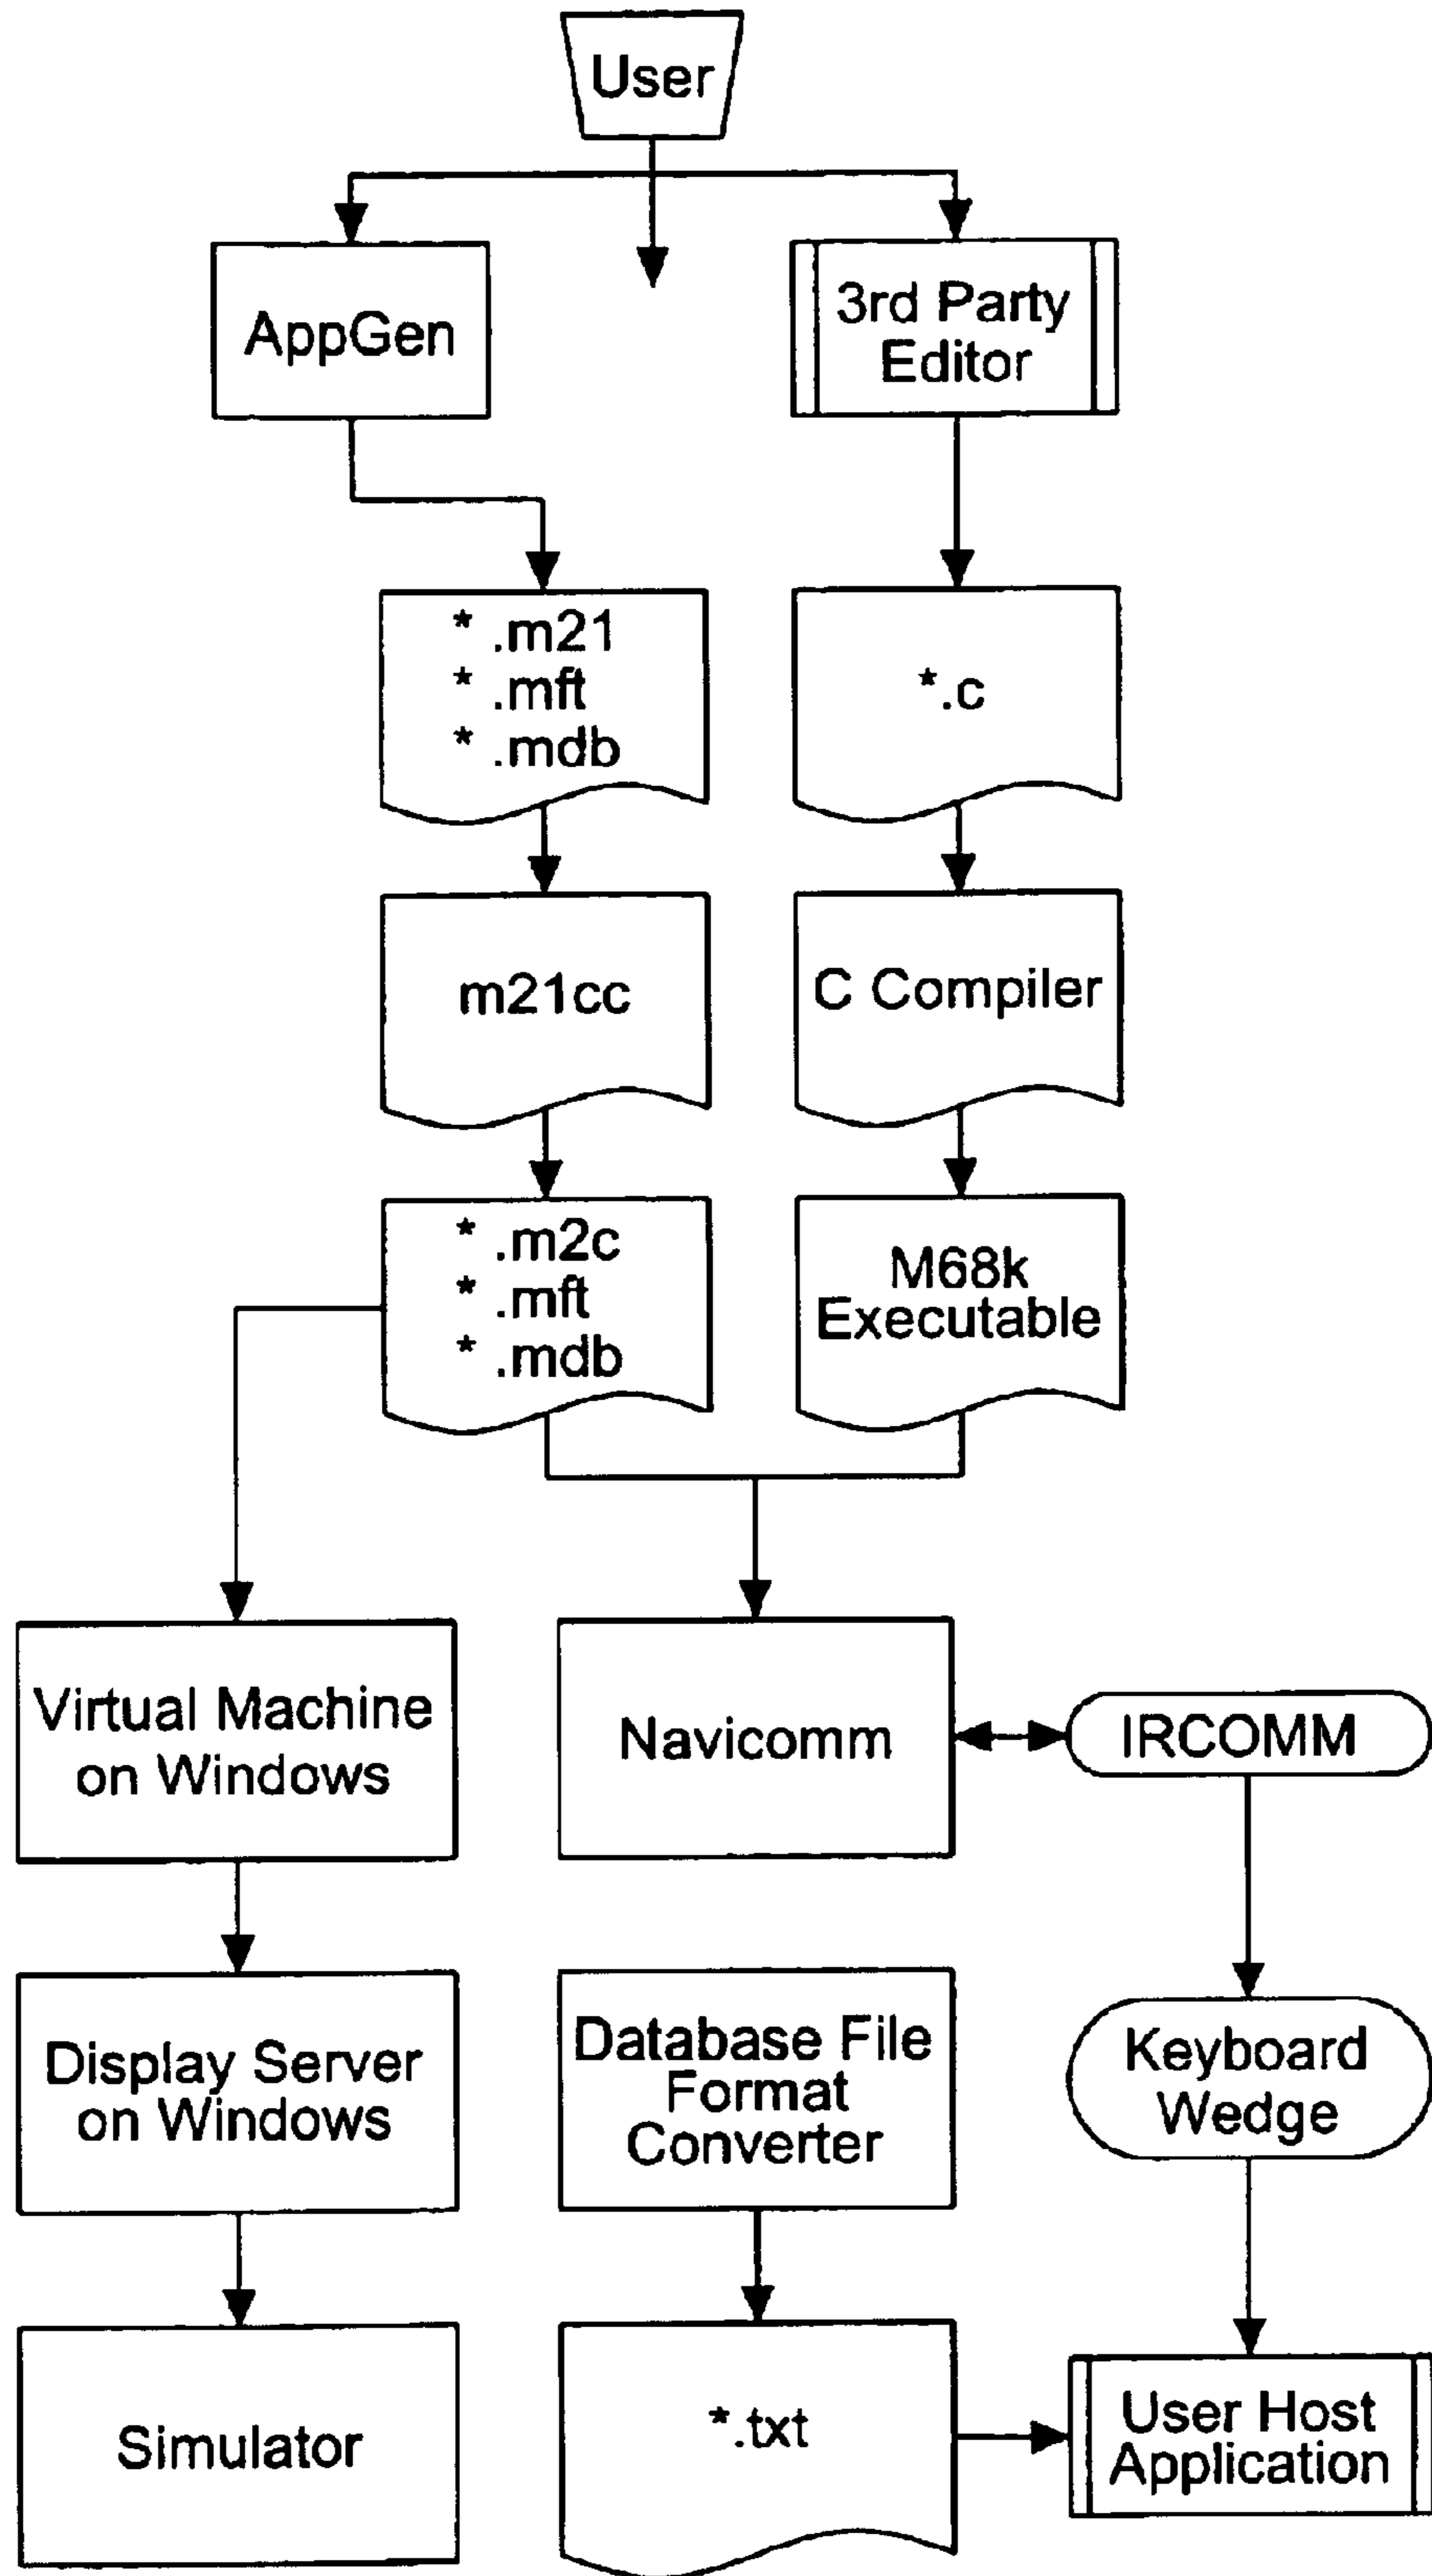 User
AppGen
3rd Party
Editor
* .m21
* .mft
* .mdb
*.c
m21cc
C Compiler
* .m2c
* .mft
* .mdb
M68k
Executable
Virtual Machine
on Windows
Navicomm
IRCOMM
Display Server
on Windows
Database File
Format
Converter
Keyboard
Wedge
Simulator
*.txt
User Host
Application